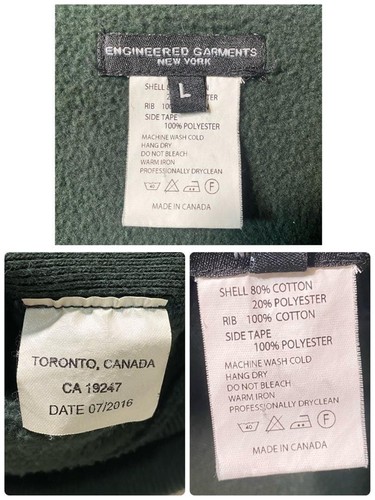 ENGINEERED GARMENTS
NEW YORK
L
SHELL 80%
RIB 100%
SIDE TAPE
100% POLYESTER
MACHINE WASH COLD
HANG DRY
DO NOT BLEACH
WARM IRON
PROFESSIONALLY DRYCLEAN
40 F
MADE IN CANADA
TORONTO, CANADA
CA 19247
DATE 07/2016
SHELL 80% COTTON
20% POLYESTER
RIB 100% COTTON
SIDE TAPE
100% POLYESTER
MACHINE WASH COLD
HANG DRY
DO NOT BLEACH
WARM IRON
PROFESSIONALLY DRYCLEAN
40 F
MADE IN CANADA